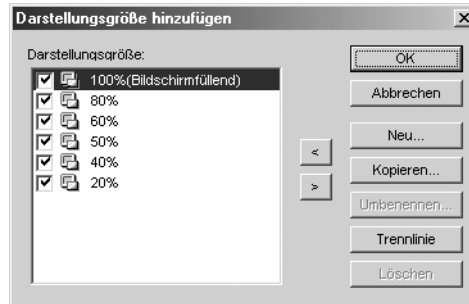 Darstellungsgröße hinzufügen
Darstellungsgröße:
100%(Bildschirmfüllend)
80%
60%
50%
40%
20%
<
>
OK
Abbrechen
Neu...
Kopieren...
Umbenennen...
Trennlinie
Löschen